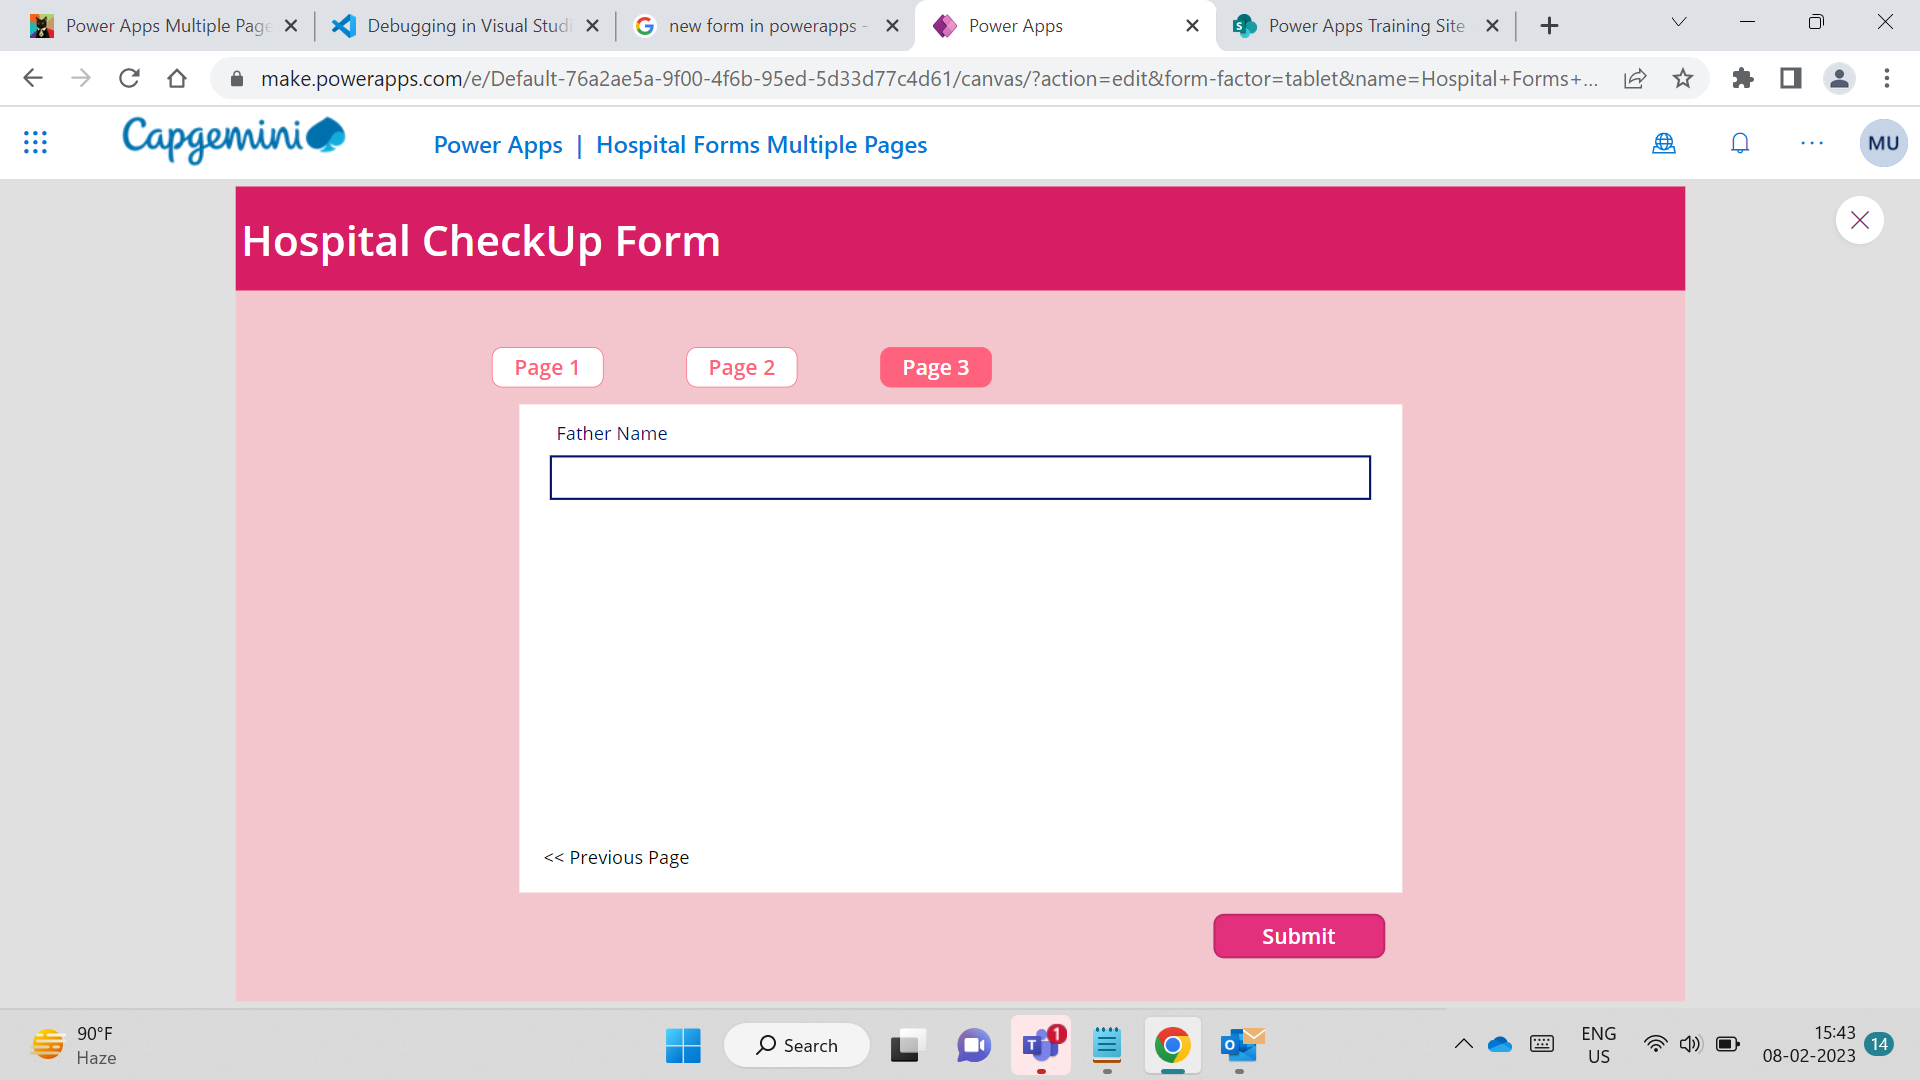 Power Apps Multiple Page
Debugging in Visual Studi
new form in powerapps -
Power Apps
Power Apps Training Site
make.powerapps.com/e/Default-76a2ae5a-9f00-4f6b-95ed-5d33d77c4d61/canvas/?action=edit&form-factor=tablet&name=Hospital+Forms+...
Capgemini
Power Apps | Hospital Forms Multiple Pages
MU
Hospital CheckUp Form
Page 1
Page 2
Page 3
Father Name
<< Previous Page
Submit
90°F
Haze
Search
1
ENG
US
15:43
08-02-2023
14